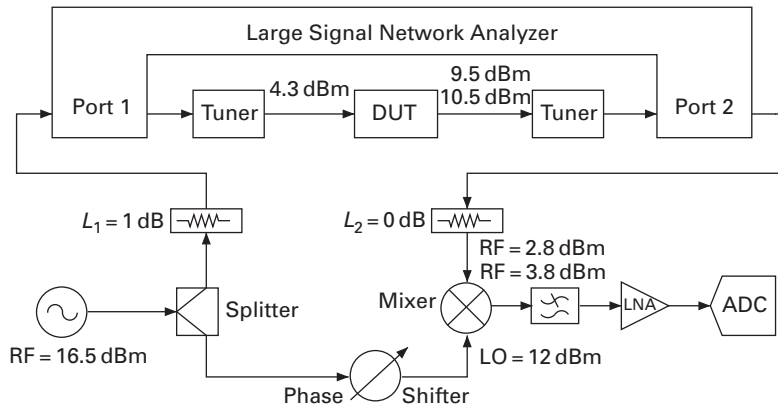 Large Signal Network Analyzer
Port 1
Tuner
4.3 dBm
DUT
9.5 dBm
10.5 dBm
Tuner
Port 2
L1 = 1 dB
L2 = 0 dB
RF = 2.8 dBm
RF = 3.8 dBm
Mixer
LNA
ADC
Splitter
RF = 16.5 dBm
LO = 12 dBm
Phase Shifter